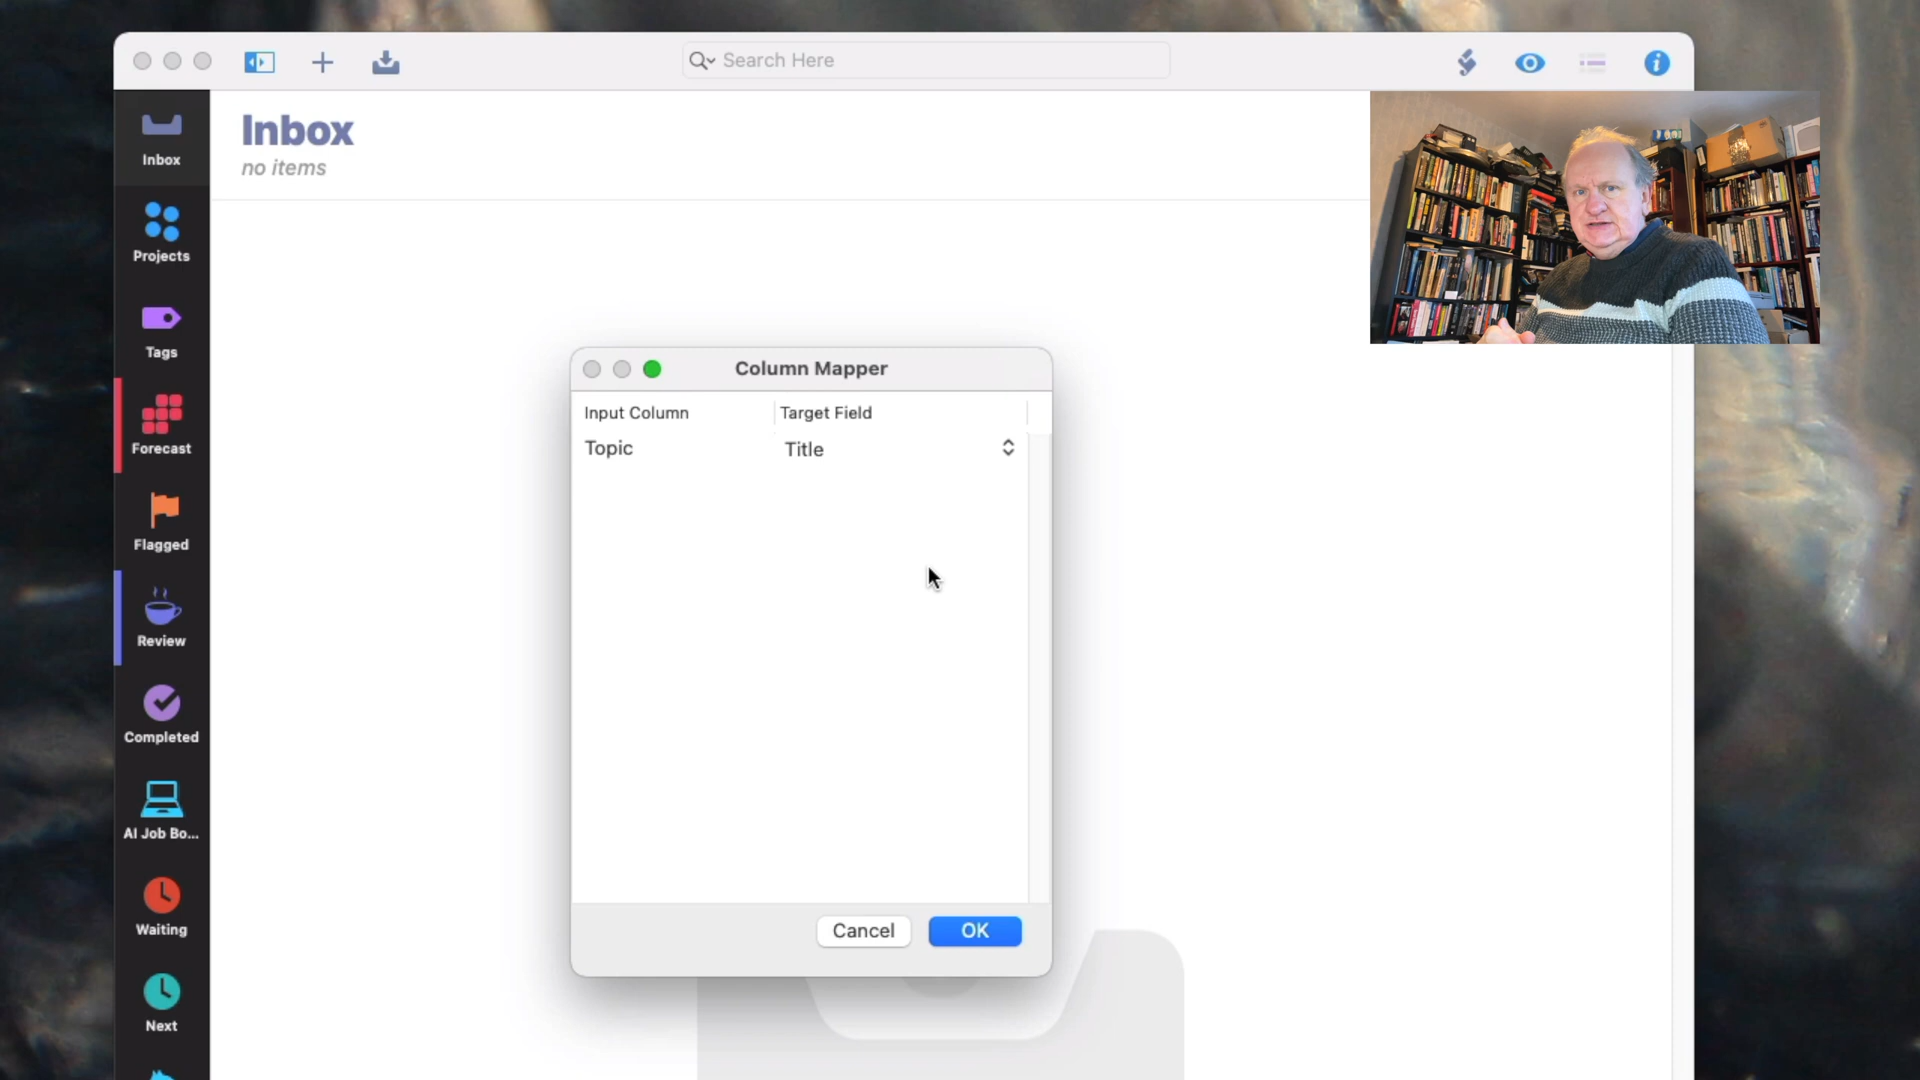 Search Here
Inbox
Inbox
no items
Projects
Tags
Forecast
Flagged
Review
Completed
AI Job Bo...
Waiting
Next
Column Mapper
Input Column
Target Field
Topic
Title
Cancel
OK